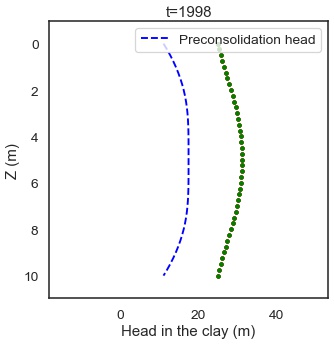 t=1998
Preconsolidation head
0
2
4
6
8
10
Z (m)
0
20
40
Head in the clay (m)